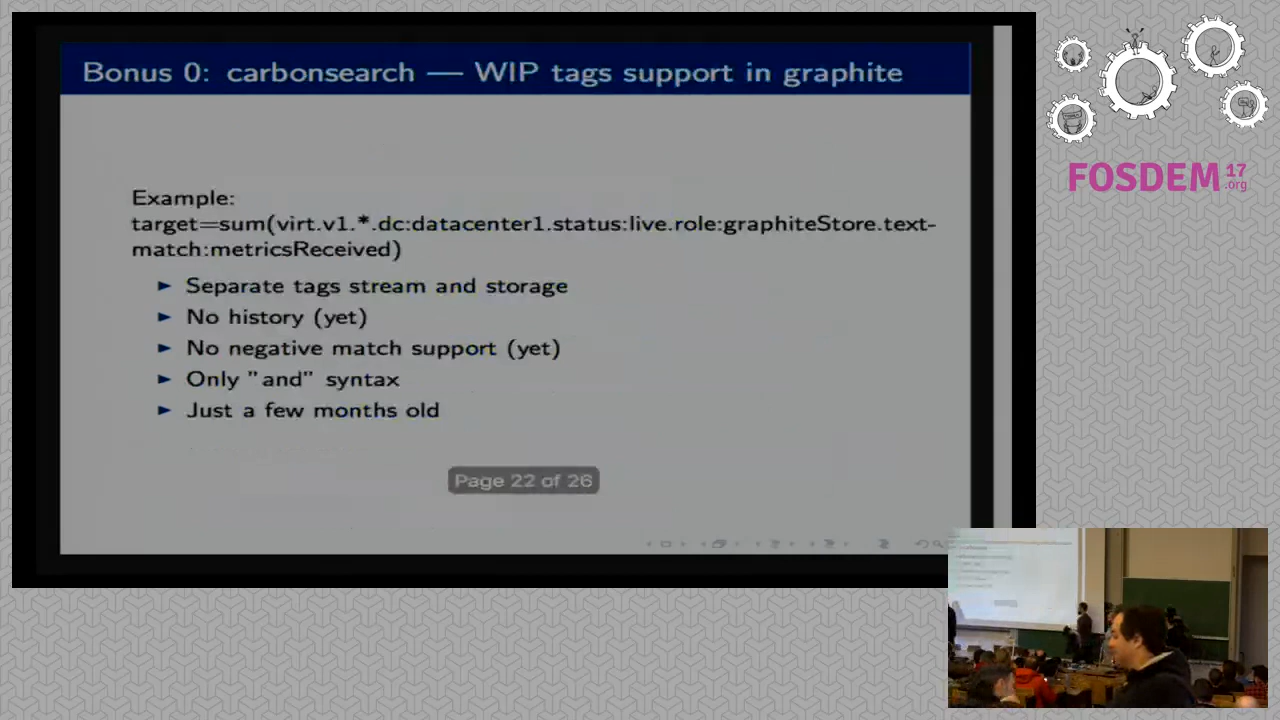 Bonus 0: carbonsearch — WIP tags support in graphite
Example:
target=sum(virt.v1.*.dc:datacenter1.status:live.role:graphiteStore.text-
match:metricsReceived)
► Separate tags stream and storage
► No history (yet)
► No negative match support (yet)
► Only "and" syntax
► Just a few months old
Page 22 of 26
FOSDEM 17
.org